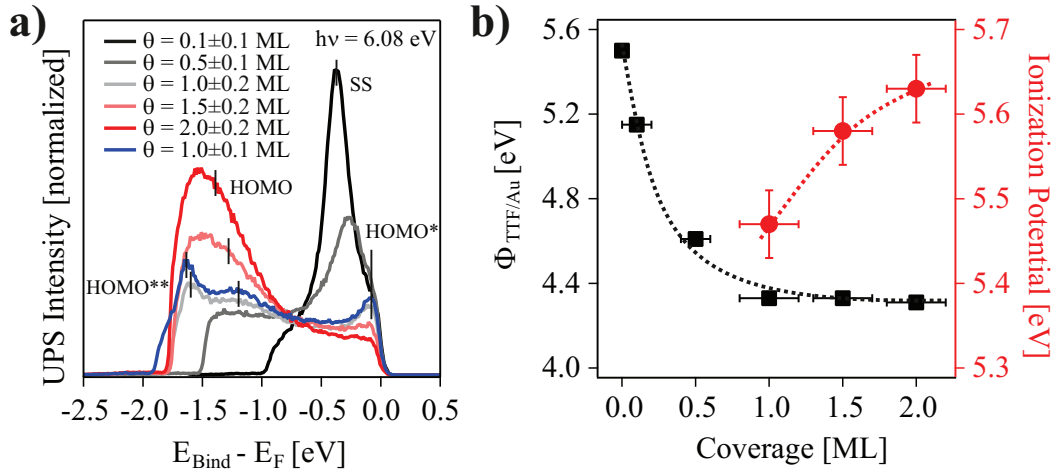 a)
θ = 0.1±0.1 ML
θ = 0.5±0.1 ML
θ = 1.0±0.2 ML
θ = 1.5±0.2 ML
θ = 2.0±0.2 ML
θ = 1.0±0.1 ML
hν = 6.08 eV
SS
HOMO
HOMO*
HOMO**
UPS Intensity [normalized]
-2.5 -2.0 -1.5 -1.0 -0.5 0.0 0.5
E_Bind - E_F [eV]
b)
5.6
5.2
4.8
4.4
4.0
Φ_TTF/Au [eV]
5.7
5.6
5.5
5.4
5.3
Ionization Potential [eV]
0.0 0.5 1.0 1.5 2.0
Coverage [ML]